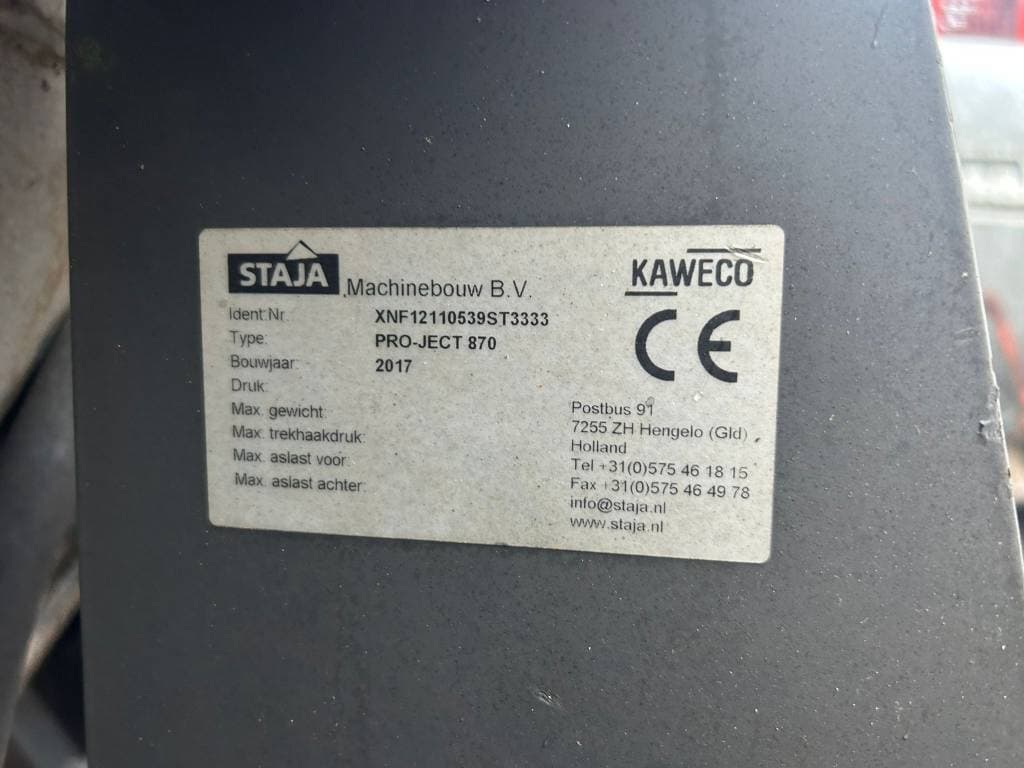 STAJA Machinebouw B.V.
KAWECO
Ident.Nr. XNF12110539ST3333
Type: PRO-JECT 870
Bouwjaar: 2017
Druk:
Max. gewicht:
Max. trekhaakdruk:
Max. aslast voor:
Max. aslast achter:
CE
Postbus 91
7255 ZH Hengelo (Gld)
Holland
Tel +31(0)575 46 18 15
Fax +31(0)575 46 49 78
info@staja.nl
www.staja.nl